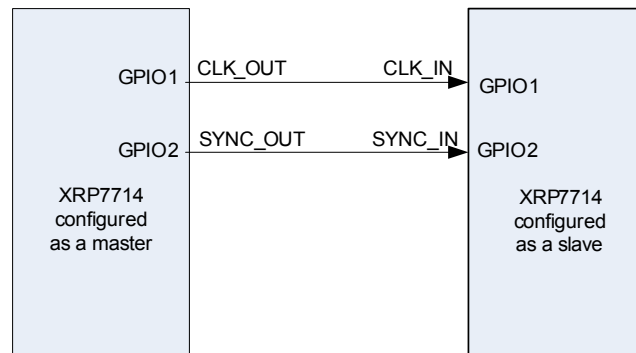 GPIO1 CLK_OUT CLK_IN GPIO1
GPIO2 SYNC_OUT SYNC_IN GPIO2
XRP7714
configured
as a master
XRP7714
configured
as a slave